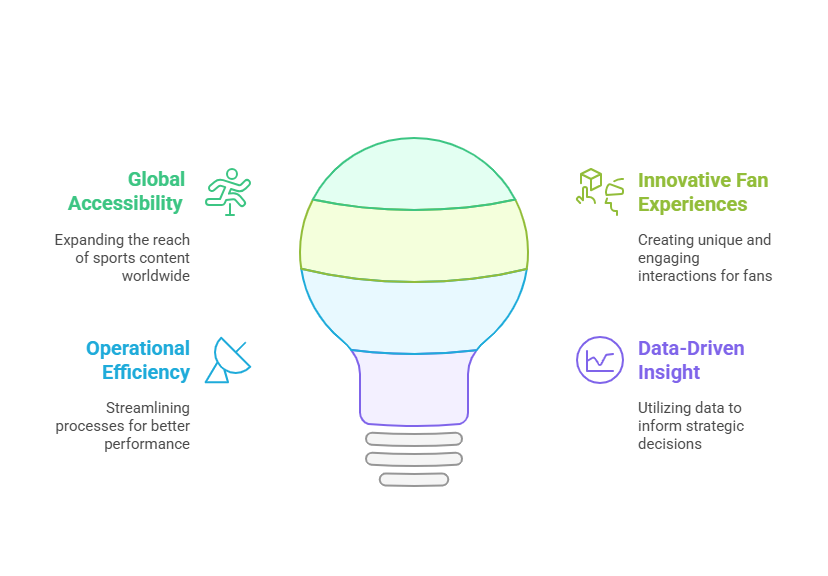 Global
Accessibility
Expanding the reach
of sports content
worldwide
Innovative Fan
Experiences
Creating unique and
engaging
interactions for fans
Operational
Efficiency
Streamlining
processes for better
performance
Data-Driven
Insight
Utilizing data to
inform strategic
decisions